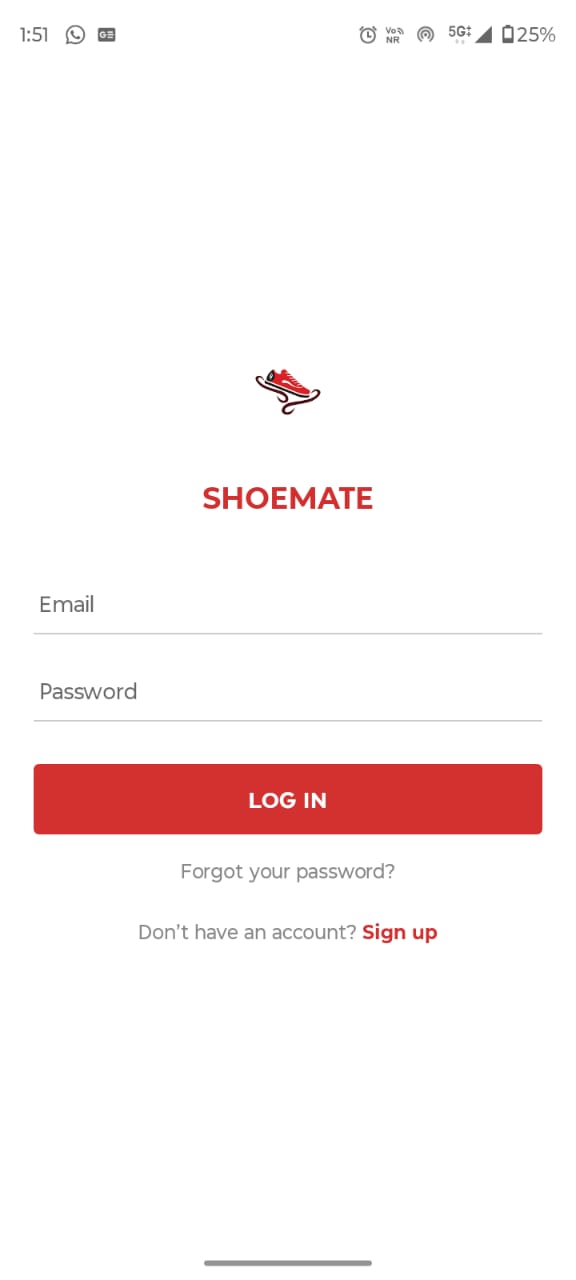 1:51 GE Vo NR 5G‡ 25%
SHOEMATE
Email
Password
LOG IN
Forgot your password?
Don't have an account? Sign up